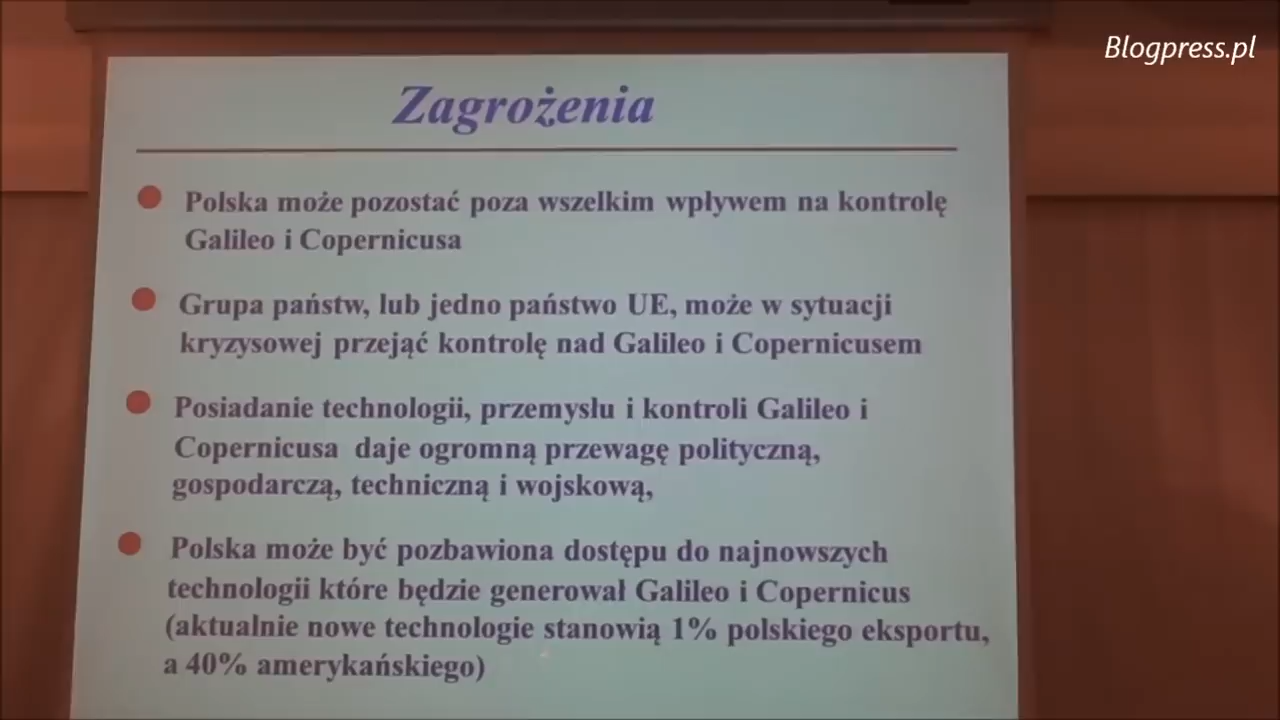 Blogpress.pl
Zagrożenia
Polska może pozostać poza wszelkim wpływem na kontrolę
Galileo i Copernicusa
Grupa państw, lub jedno państwo UE, może w sytuacji
kryzysowej przejąć kontrolę nad Galileo i Copernicusem
Posiadanie technologii, przemysłu i kontroli Galileo i
Copernicusa daje ogromną przewagę polityczną,
gospodarczą, techniczną i wojskową,
Polska może być pozbawiona dostępu do najnowszych
technologii które będzie generował Galileo i Copernicus
(aktualnie nowe technologie stanowią 1% polskiego eksportu,
a 40% amerykańskiego)